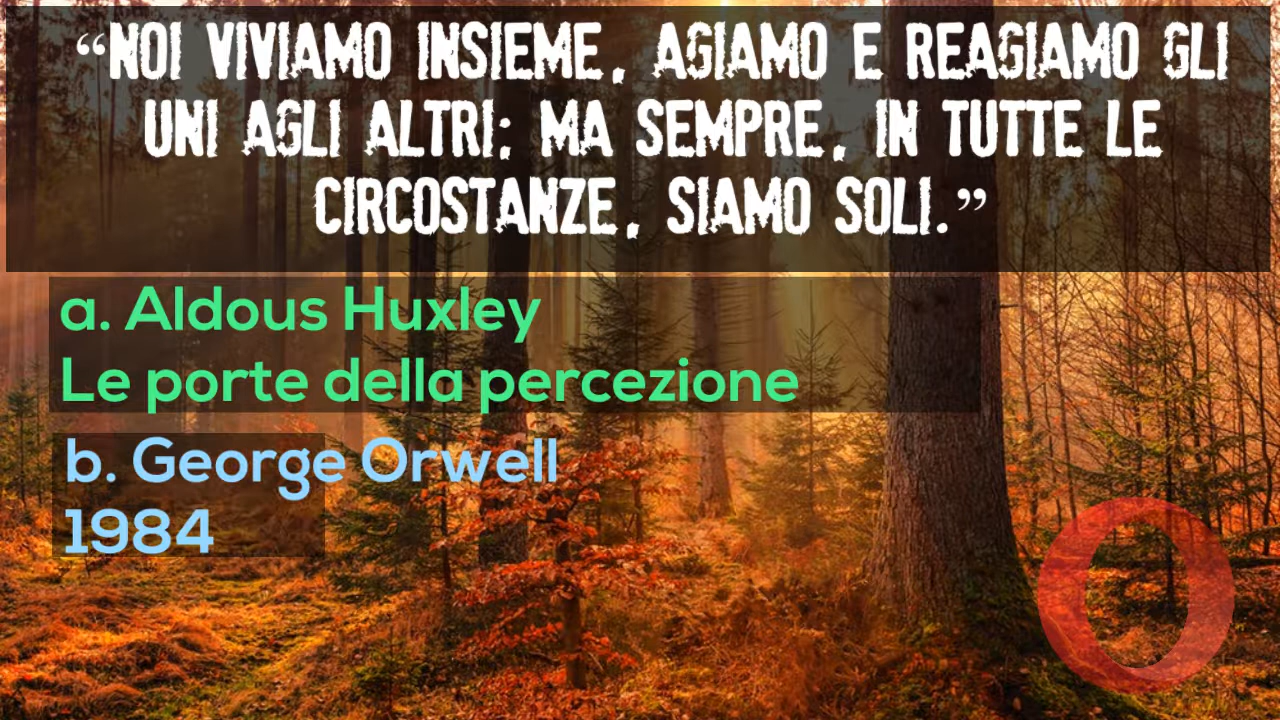 “NOI VIVIAMO INSIEME, AGIAMO E REAGIAMO GLI
UNI AGLI ALTRI; MA SEMPRE, IN TUTTE LE
CIRCOSTANZE, SIAMO SOLI.”
a. Aldous Huxley
Le porte della percezione
b. George Orwell
1984